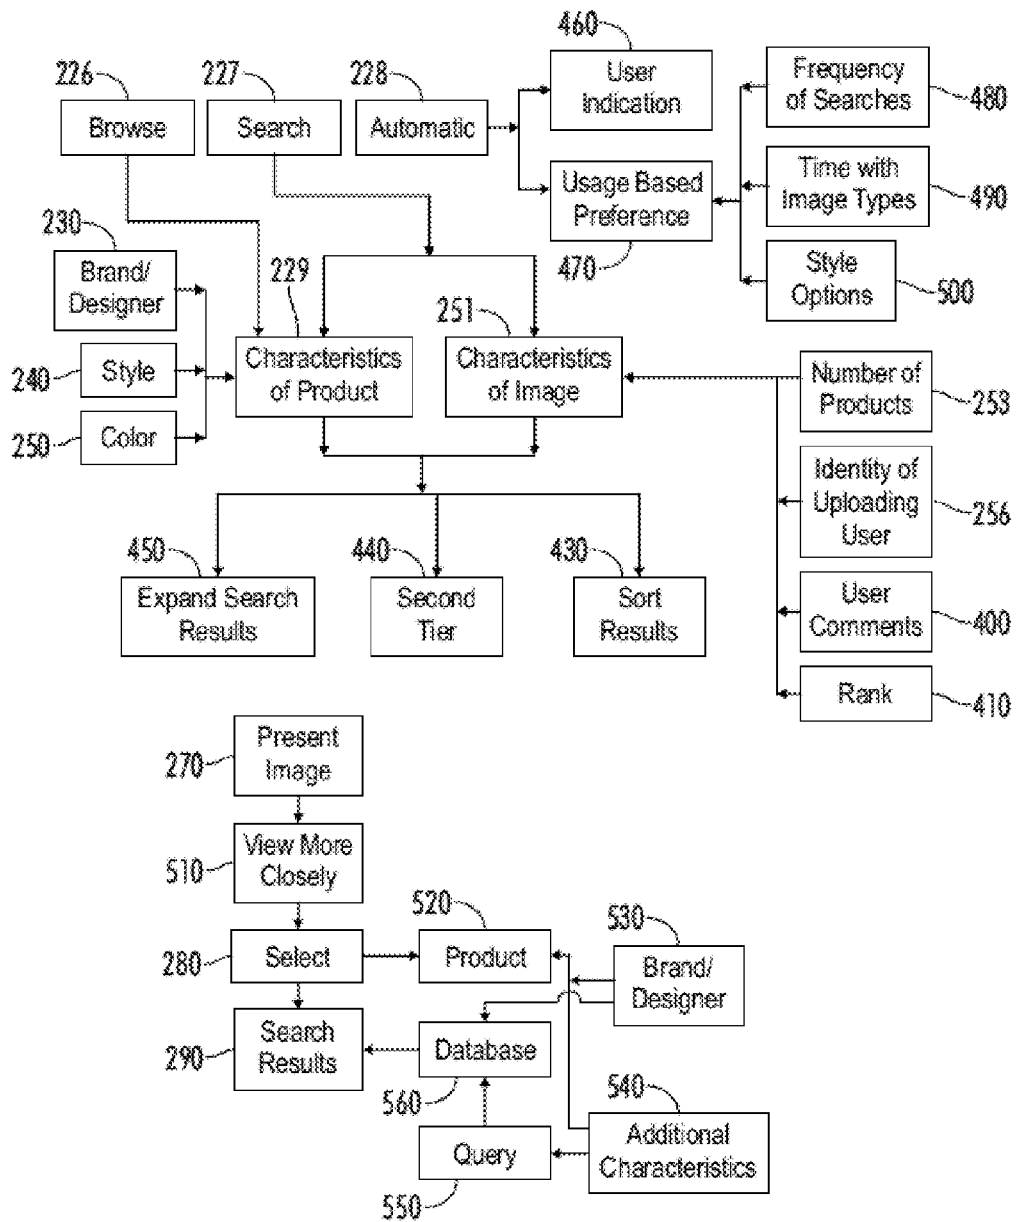 460
226
227
228
User
Indication
Frequency
of Searches
480
Browse
Search
Automatic
Usage Based
Preference
Time with
Image Types
490
230
470
Style
Options
500
Brand/
Designer
229
251
Characteristics
of Product
Characteristics
of Image
240
Style
Number of
Products
253
250
Color
Identity of
Uploading
User
256
450
440
430
Expand Search
Results
Second
Tier
Sort
Results
User
Comments
400
Rank
410
270
Present
Image
510
View More
Closely
520
530
280
Select
Product
Brand/
Designer
290
Search
Results
Database
560
540
Query
Additional
Characteristics
550